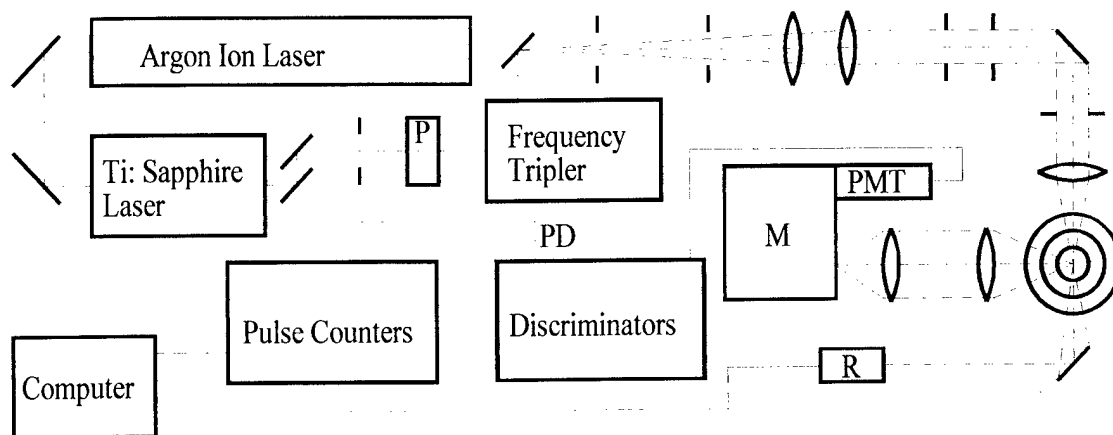 Argon Ion Laser
P
Frequency
Tripler
Ti: Sapphire
Laser
PMT
M
PD
Pulse Counters
Discriminators
Computer
R